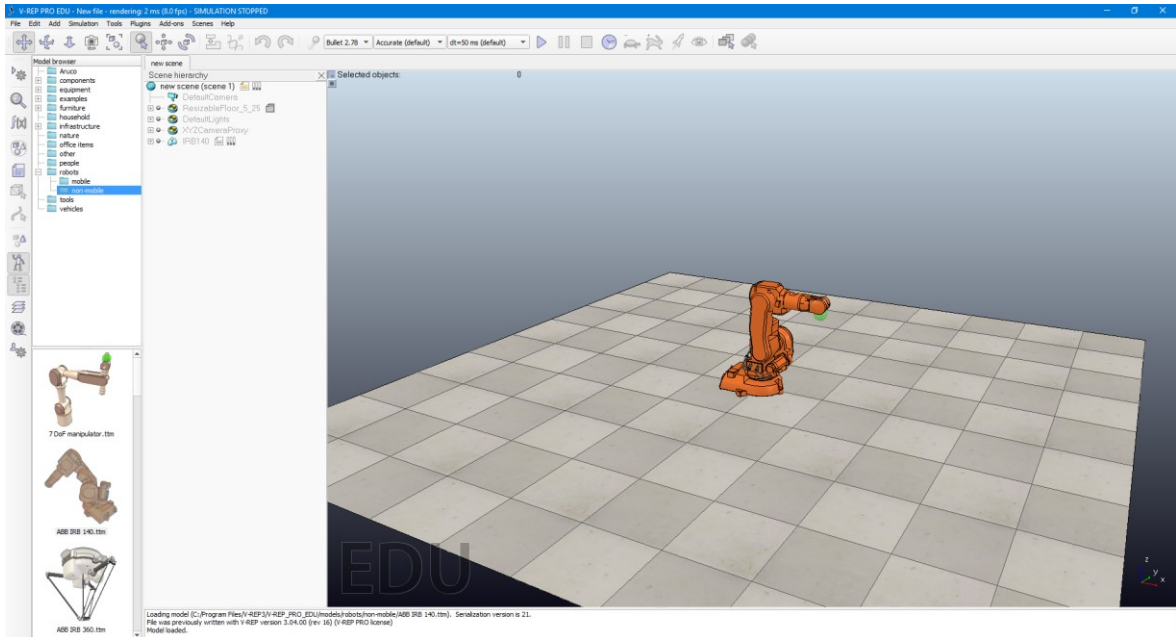 V-REP PRO EDU - New file - rendering: 2 ms (8.0 fps) - SIMULATION STOPPED
File Edit Add Simulation Tools Plugins Add-ons Scenes Help
Bullet 2.78 Accurate (default) dt=50 ms (default)
f(x)
Model browser
Aruco
components
equipment
examples
furniture
household
infrastructure
nature
office items
other
people
robots
mobile
non-mobile
tools
vehicles
7 DoF manipulator.ttm
ABB IRB 140.ttm
ABB IRB 360.ttm
new scene
Scene hierarchy
new scene (scene 1)
DefaultCamera
ResizableFloor_5_25
DefaultLights
XYZCameraProxy
IRB140
Selected objects: 0
EDU
z
y
x
Loading model (C:/Program Files/V-REP3/V-REP_PRO_EDU/models/robots/non-mobile/ABB IRB 140.ttm). Serialization version is 21.
File was previously written with V-REP version 3.04.00 (rev 16) (V-REP PRO license)
Model loaded.